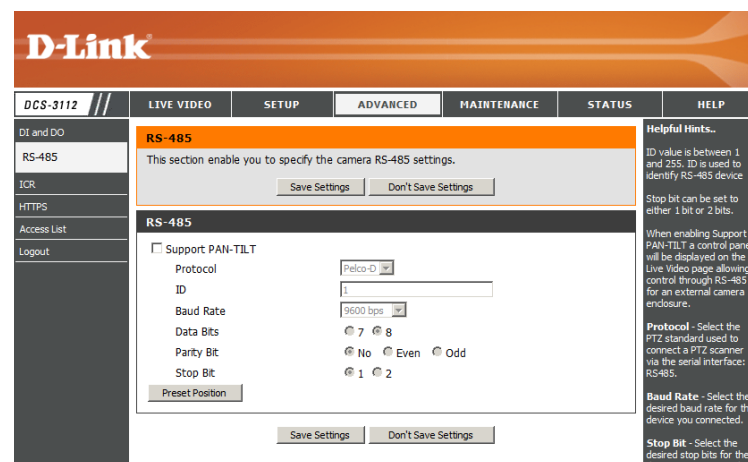 D-Link
DCS-3112 // LIVE VIDEO SETUP ADVANCED MAINTENANCE STATUS HELP
DI and DO
RS-485
ICR
HTTPS
Access List
Logout
RS-485
This section enable you to specify the camera RS-485 settings.
Save Settings Don't Save Settings
RS-485
Support PAN-TILT
Protocol Pelco-D
ID 1
Baud Rate 9600 bps
Data Bits 7 8
Parity Bit No Even Odd
Stop Bit 1 2
Preset Position
Save Settings Don't Save Settings
Helpful Hints..
ID value is between 1
and 255. ID is used to
identify RS-485 device
Stop bit can be set to
either 1 bit or 2 bits.
When enabling Support
PAN-TILT a control pane
will be displayed on the
Live Video page allowing
control through RS-485
for an external camera
enclosure.
Protocol - Select the
PTZ standard used to
connect a PTZ scanner
via the serial interface:
RS485.
Baud Rate - Select the
desired baud rate for th
device you connected.
Stop Bit - Select the
desired stop bits for the